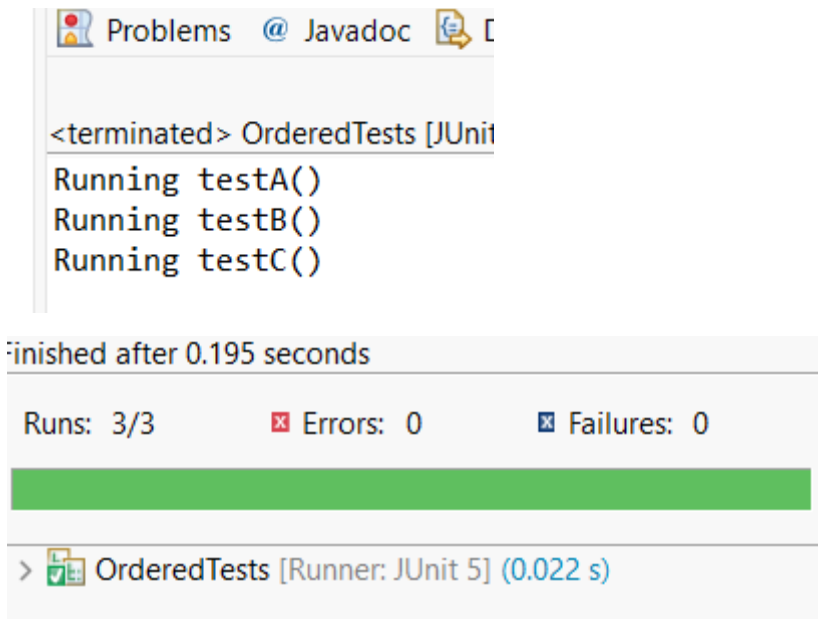 Problems @ Javadoc
<terminated> OrderedTests [JUnit
Running testA()
Running testB()
Running testC()
Finished after 0.195 seconds
Runs: 3/3 Errors: 0 Failures: 0
OrderedTests [Runner: JUnit 5] (0.022 s)